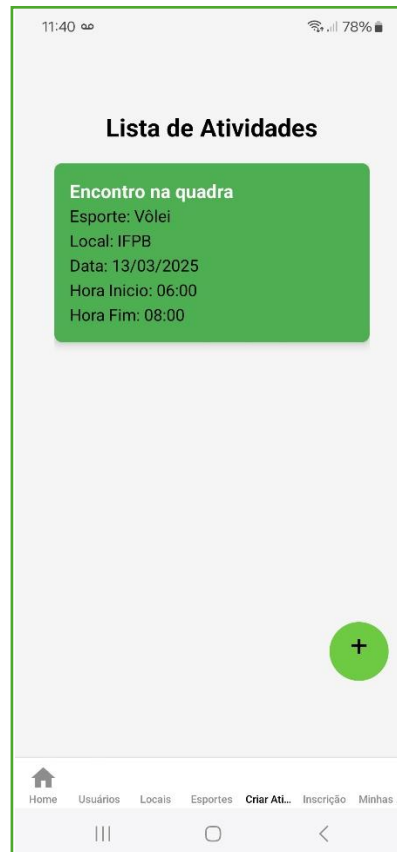 11:40
78%
Lista de Atividades
Encontro na quadra
Esporte: Vôlei
Local: IFPB
Data: 13/03/2025
Hora Inicio: 06:00
Hora Fim: 08:00
+
Home Usuários Locais Esportes Criar Ati... Inscrição Minhas